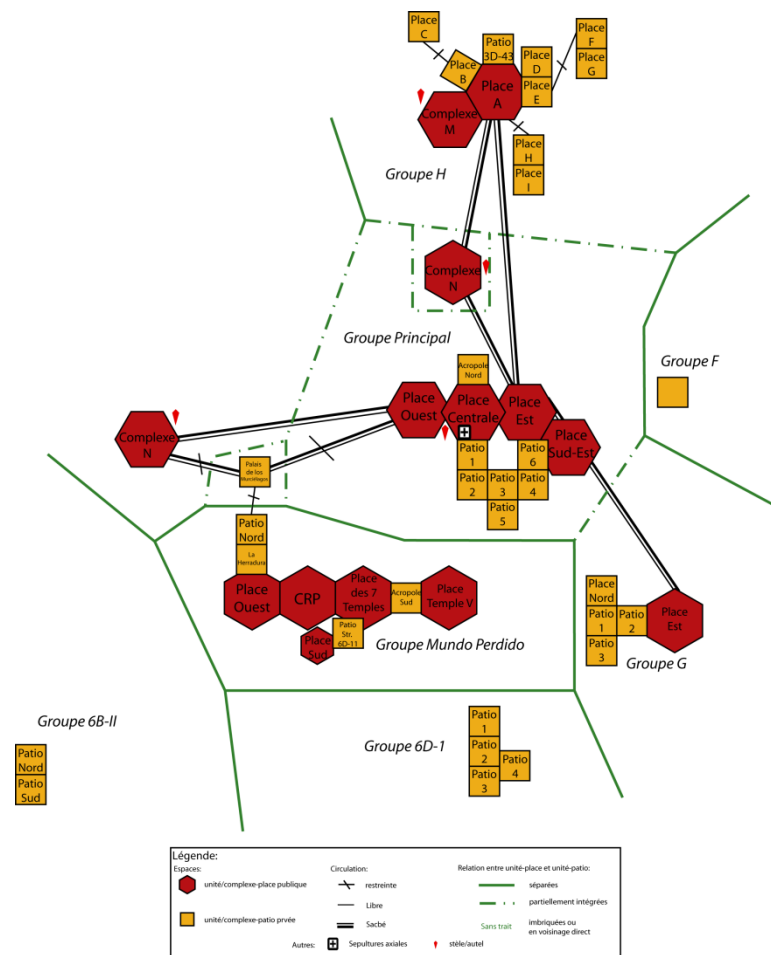 Place
C
Patio
3D-43
Place
F
Place
G
Place
B
Place
D
Place
E
Place
A
Complexe
M
Place
H
Place
I
Groupe H
Complexe
N
Groupe Principal
Groupe F
Acropole
Nord
Place
Ouest
Place
Centrale
Place
Est
Place
Sud-Est
Complexe
N
Patio
1
Patio
6
Patio
2
Patio
3
Patio
4
Patio
5
Palais
de los
Murciélagos
Patio
Nord
La
Herradura
Place
Ouest
CRP
Place
des 7
Temples
Acropole
Sud
Place
Temple V
Patio
Str.
6D-11
Place
Sud
Groupe Mundo Perdido
Place
Nord
Patio
1
Patio
2
Patio
3
Place
Est
Groupe G
Groupe 6B-II
Patio
Nord
Patio
Sud
Groupe 6D-1
Patio
1
Patio
2
Patio
3
Patio
4
Légende:
Espaces:
unité/complexe-place publique
unité/complexe-patio privée
Circulation:
restreinte
Libre
Sacbé
Autres:
Sepultures axiales
stèle/autel
Relation entre unité-place et unité-patio:
séparées
partiellement intégrées
Sans trait
imbriquées ou
en voisinage direct